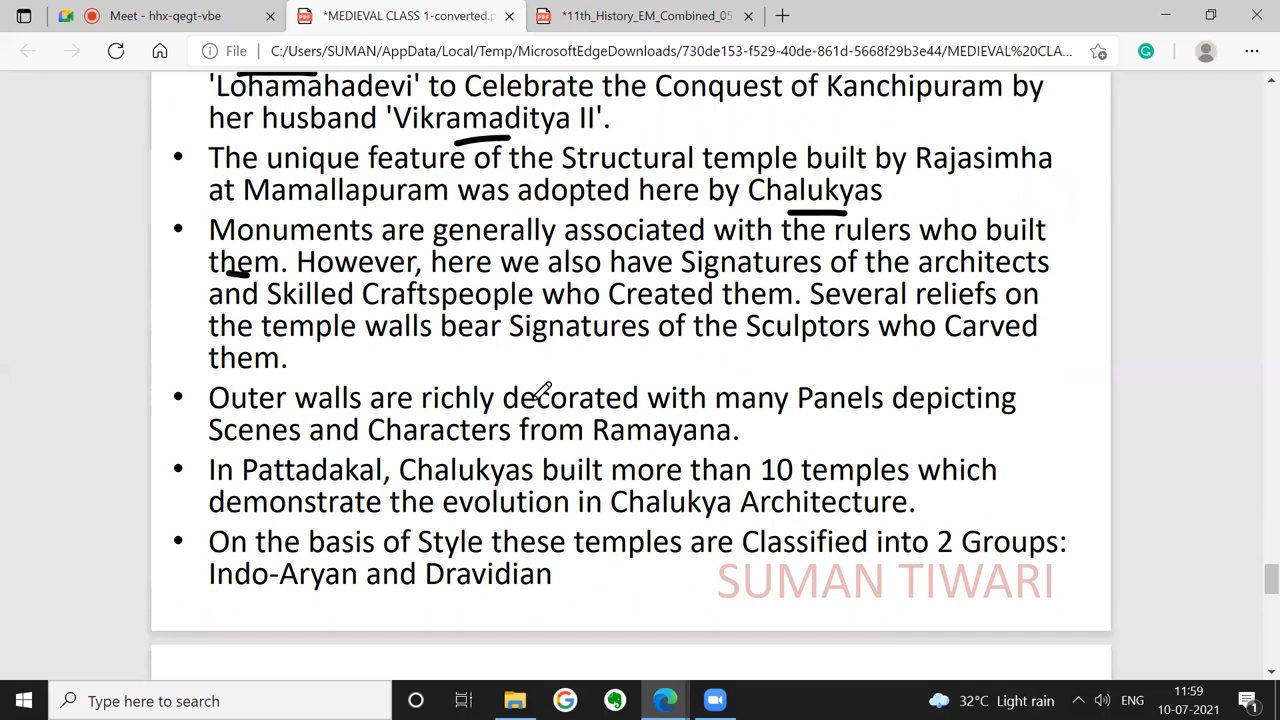 Meet - hhx-qegt-vbe
*MEDIEVAL CLASS 1-converted.p
*11th_History_EM_Combined_05
File
C:/Users/SUMAN/AppData/Local/Temp/MicrosoftEdgeDownloads/730de153-f529-40de-861d-5668f29b3e44/MEDIEVAL%20CLA...
'Lohamahadevi' to Celebrate the Conquest of Kanchipuram by
her husband 'Vikramaditya II'.
• The unique feature of the Structural temple built by Rajasimha
at Mamallapuram was adopted here by Chalukyas
• Monuments are generally associated with the rulers who built
them. However, here we also have Signatures of the architects
and Skilled Craftspeople who Created them. Several reliefs on
the temple walls bear Signatures of the Sculptors who Carved
them.
• Outer walls are richly decorated with many Panels depicting
Scenes and Characters from Ramayana.
• In Pattadakal, Chalukyas built more than 10 temples which
demonstrate the evolution in Chalukya Architecture.
• On the basis of Style these temples are Classified into 2 Groups:
Indo-Aryan and Dravidian
SUMAN TIWARI
Type here to search
32°C Light rain
ENG
11:59
10-07-2021
1